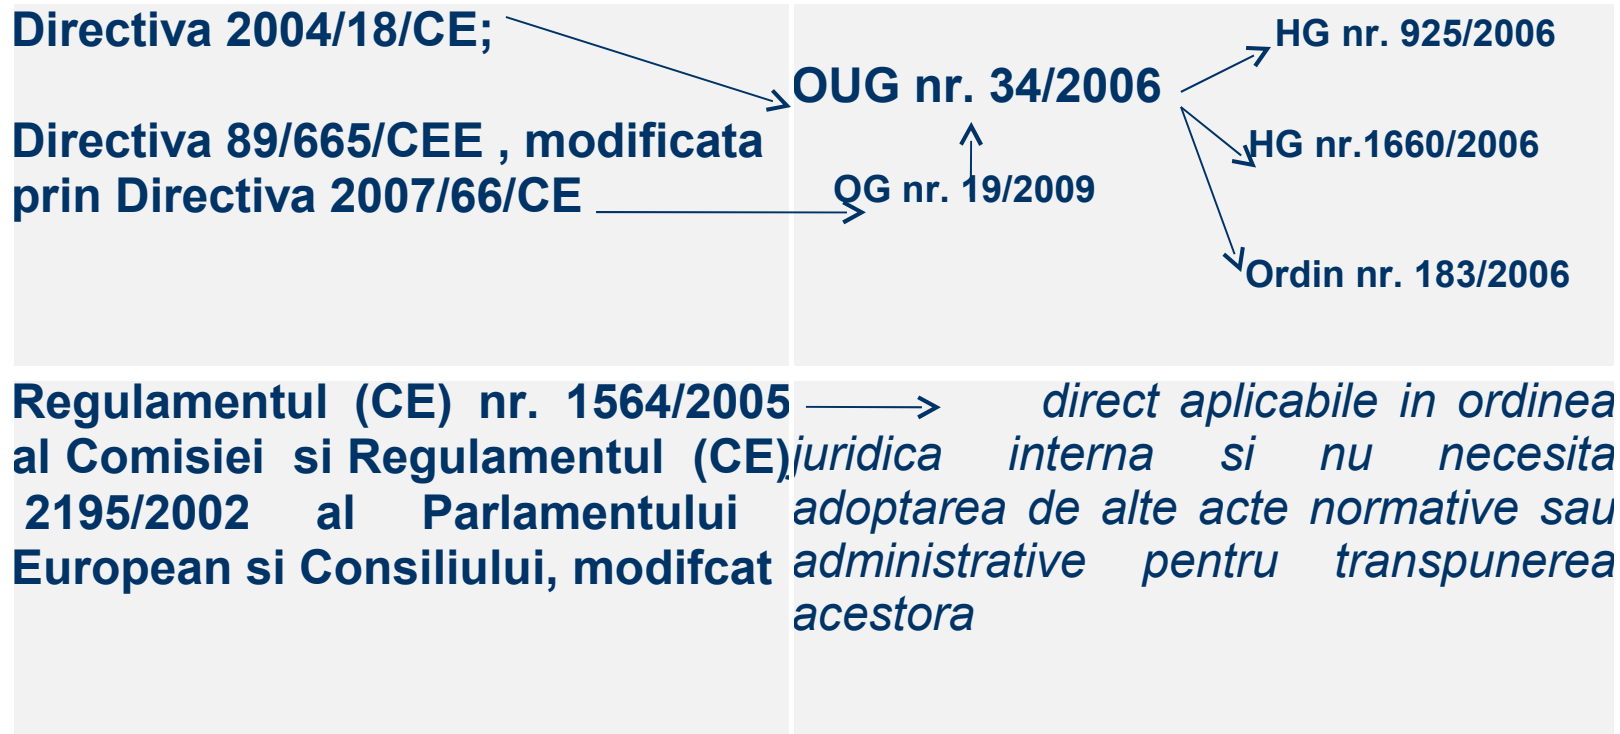 Directiva 2004/18/CE;
Directiva 89/665/CEE , modificata
prin Directiva 2007/66/CE
OUG nr. 34/2006
OG nr. 19/2009
HG nr. 925/2006
HG nr.1660/2006
Ordin nr. 183/2006
Regulamentul (CE) nr. 1564/2005
al Comisiei si Regulamentul (CE)
2195/2002 al Parlamentului
European si Consiliului, modifcat
direct aplicabile in ordinea
juridica interna si nu necesita
adoptarea de alte acte normative sau
administrative pentru transpunerea
acestora